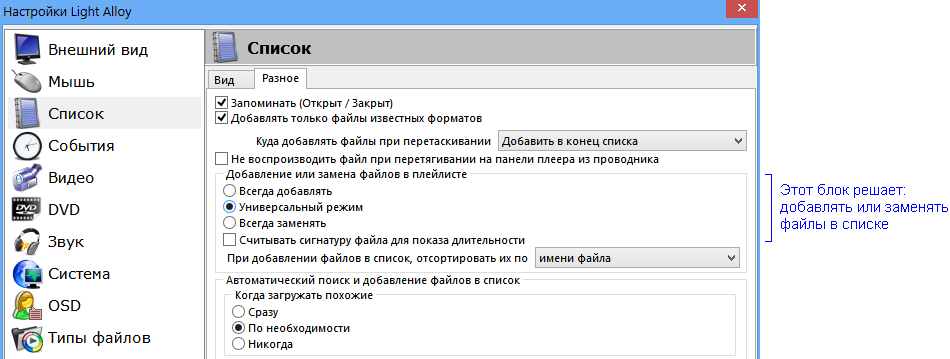 Настройки Light Alloy
Внешний вид
Мышь
Список
События
Видео
DVD
Звук
Система
OSD
Типы файлов
Список
Вид
Разное
Запоминать (Открыт / Закрыт)
Добавлять только файлы известных форматов
Куда добавлять файлы при перетаскивании Добавить в конец списка
Не воспроизводить файл при перетягивании на панели плеера из проводника
Добавление или замена файлов в плейлисте
Всегда добавлять
Универсальный режим
Всегда заменять
Считывать сигнатуру файла для показа длительности
При добавлении файлов в список, отсортировать их по имени файла
Автоматический поиск и добавление файлов в список
Когда загружать похожие
Сразу
По необходимости
Никогда
Этот блок решает:
добавлять или заменять
файлы в списке